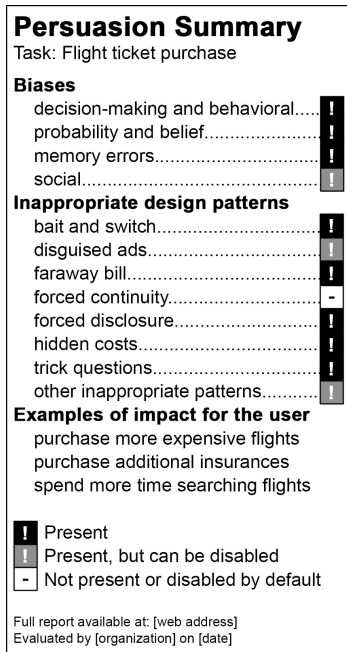 Persuasion Summary
Task: Flight ticket purchase
Biases
decision-making and behavioral..... !
probability and belief.................... !
memory errors............................. !
social.......................................... !
Inappropriate design patterns
bait and switch............................. !
disguised ads.............................. !
faraway bill.................................. !
forced continuity.......................... -
forced disclosure......................... !
hidden costs................................ !
trick questions............................. !
other inappropriate patterns........... !
Examples of impact for the user
purchase more expensive flights
purchase additional insurances
spend more time searching flights
! Present
! Present, but can be disabled
- Not present or disabled by default
Full report available at: [web address]
Evaluated by [organization] on [date]